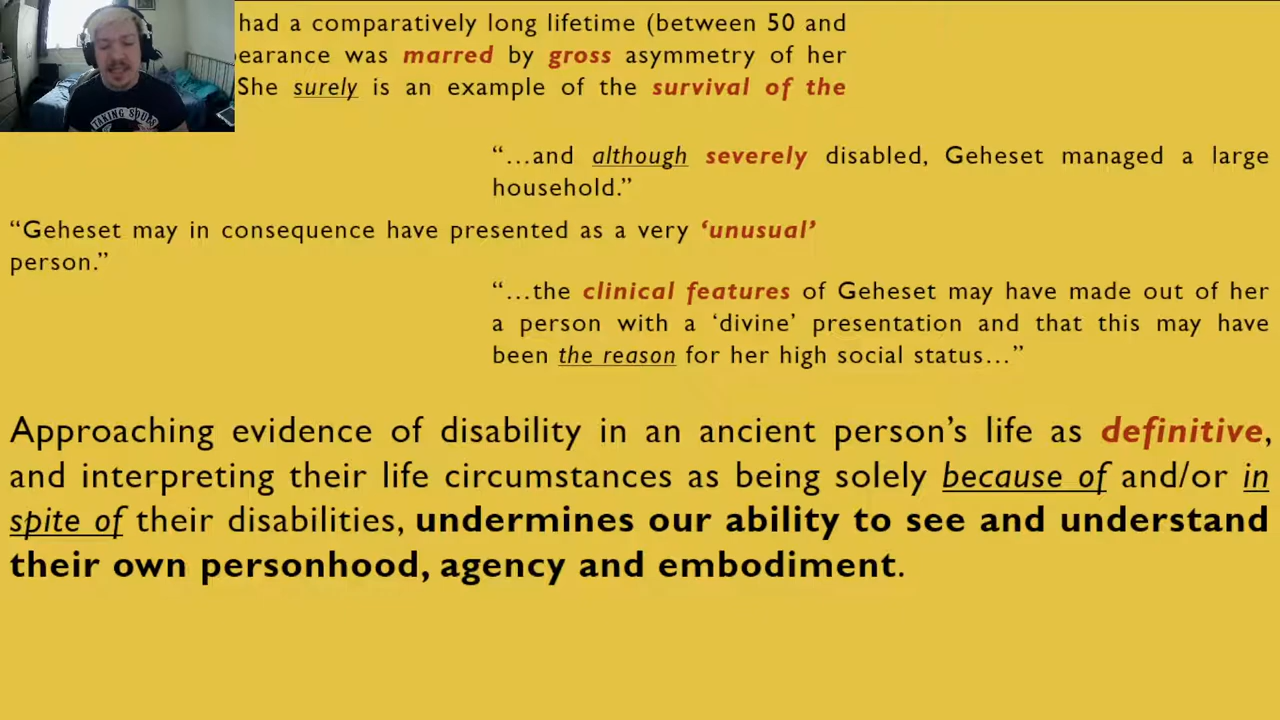 had a comparatively long lifetime (between 50 and
earance was marred by gross asymmetry of her
She surely is an example of the survival of the
“…and although severely disabled, Geheset managed a large
household.”
“Geheset may in consequence have presented as a very ‘unusual’
person.”
“…the clinical features of Geheset may have made out of her
a person with a ‘divine’ presentation and that this may have
been the reason for her high social status…”
Approaching evidence of disability in an ancient person’s life as definitive,
and interpreting their life circumstances as being solely because of and/or in
spite of their disabilities, undermines our ability to see and understand
their own personhood, agency and embodiment.